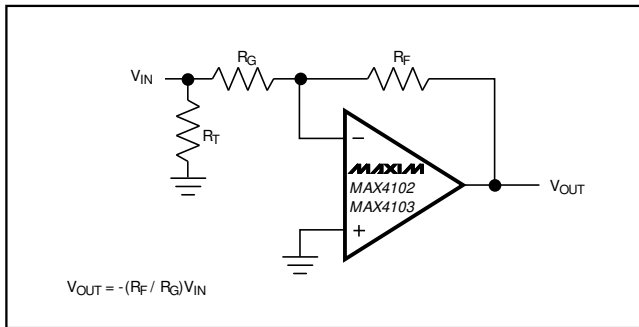 RG
RF
VIN
RT
−
MAXIM
MAX4102
MAX4103
+
VOUT
VOUT = -(RF / RG)VIN